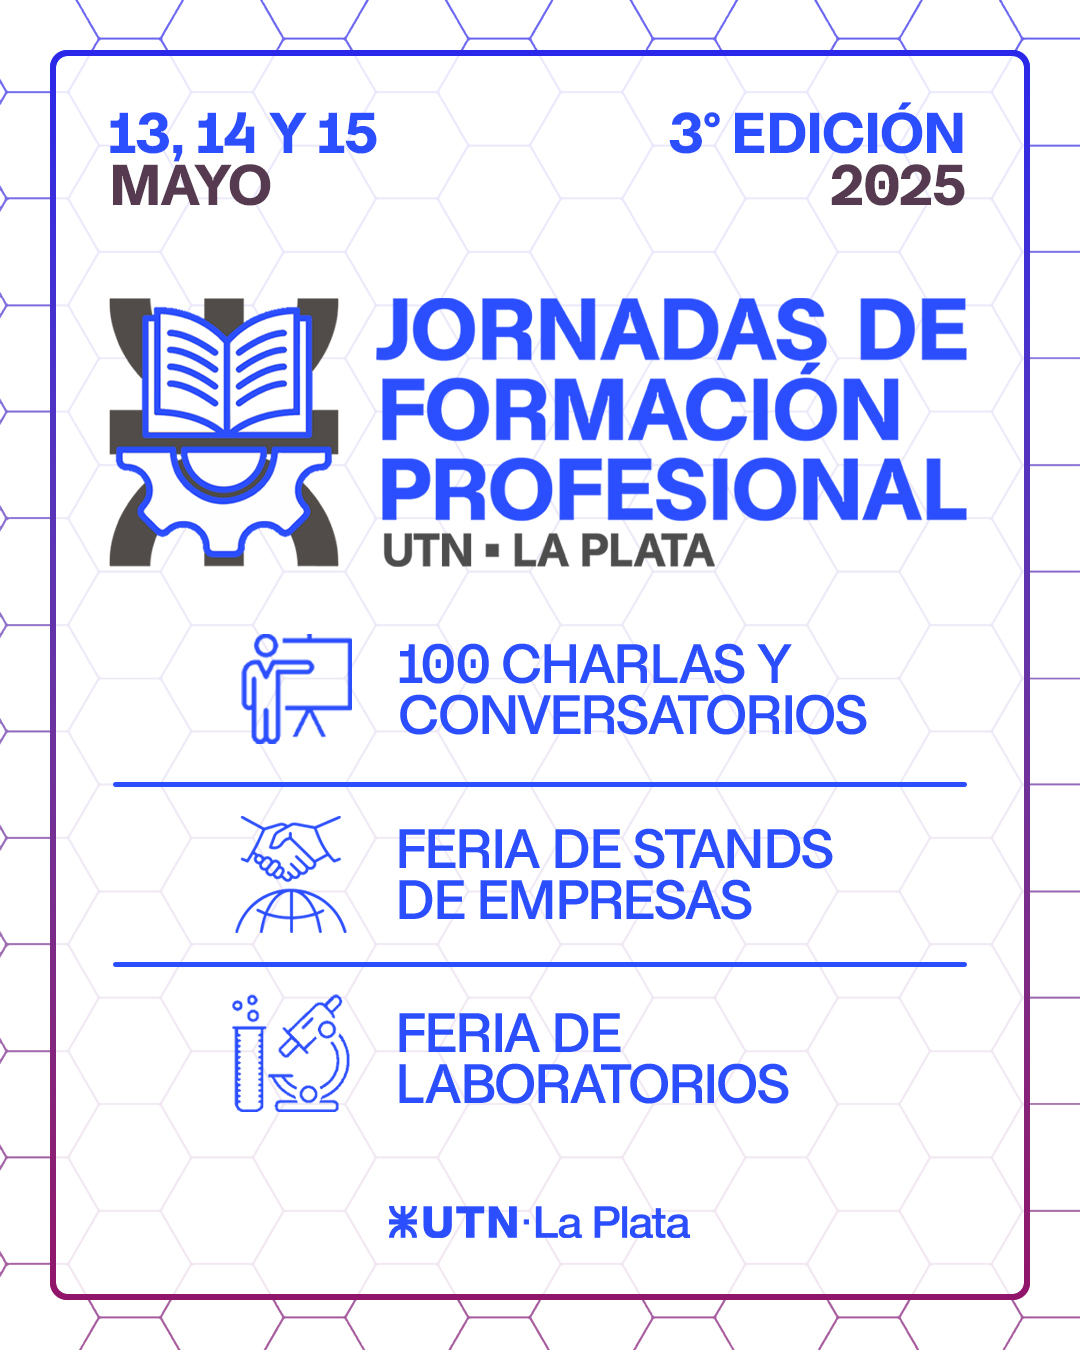 13, 14 Y 15
MAYO
3° EDICIÓN
2025
JORNADAS DE
FORMACIÓN
PROFESIONAL
UTN ▪ LA PLATA
100 CHARLAS Y
CONVERSATORIOS
FERIA DE STANDS
DE EMPRESAS
FERIA DE
LABORATORIOS
UTN·La Plata